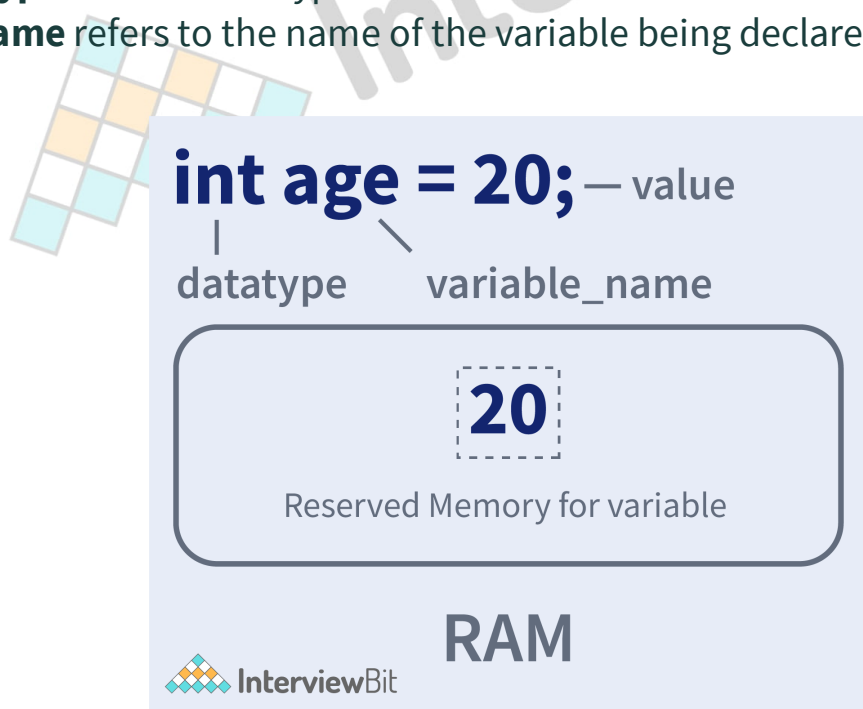 ame refers to the name of the variable being declare
int age = 20; — value
datatype variable_name
20
Reserved Memory for variable
RAM
InterviewBit